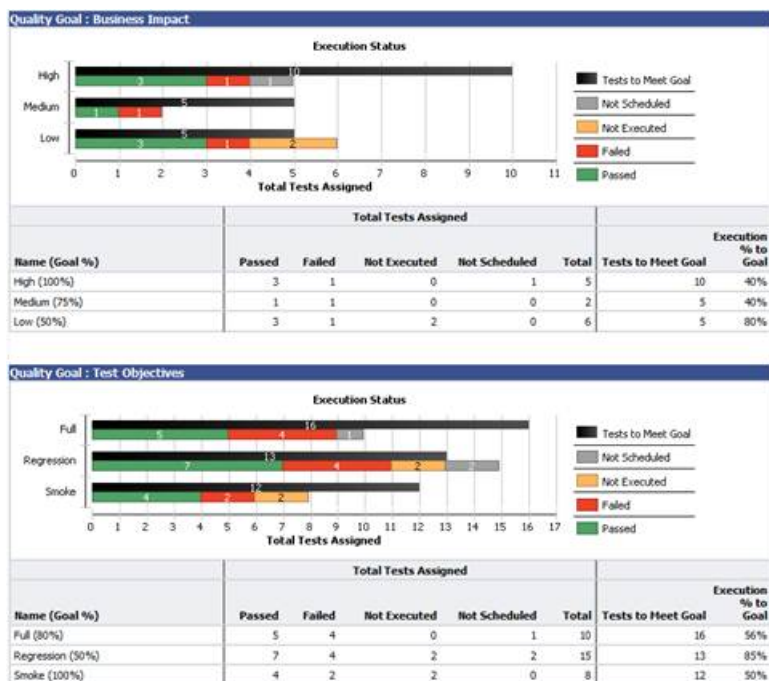 Quality Goal : Business Impact
Execution Status
High
10
3 1 1
Medium
5
1 1
Low
5
3 1 2
0 1 2 3 4 5 6 7 8 9 10 11
Total Tests Assigned
Tests to Meet Goal
Not Scheduled
Not Executed
Failed
Passed
Total Tests Assigned
Name (Goal %) Passed Failed Not Executed Not Scheduled Total Tests to Meet Goal Execution % to Goal
High (100%) 3 1 0 1 5 10 40%
Medium (75%) 1 1 0 0 2 5 40%
Low (50%) 3 1 2 0 6 5 80%
Quality Goal : Test Objectives
Execution Status
Full
16
5 4 1
Regression
13
7 4 2 2
Smoke
12
4 2 2
0 1 2 3 4 5 6 7 8 9 10 11 12 13 14 15 16 17
Total Tests Assigned
Tests to Meet Goal
Not Scheduled
Not Executed
Failed
Passed
Total Tests Assigned
Name (Goal %) Passed Failed Not Executed Not Scheduled Total Tests to Meet Goal Execution % to Goal
Full (80%) 5 4 0 1 10 16 56%
Regression (50%) 7 4 2 2 15 13 85%
Smoke (100%) 4 2 2 0 8 12 50%